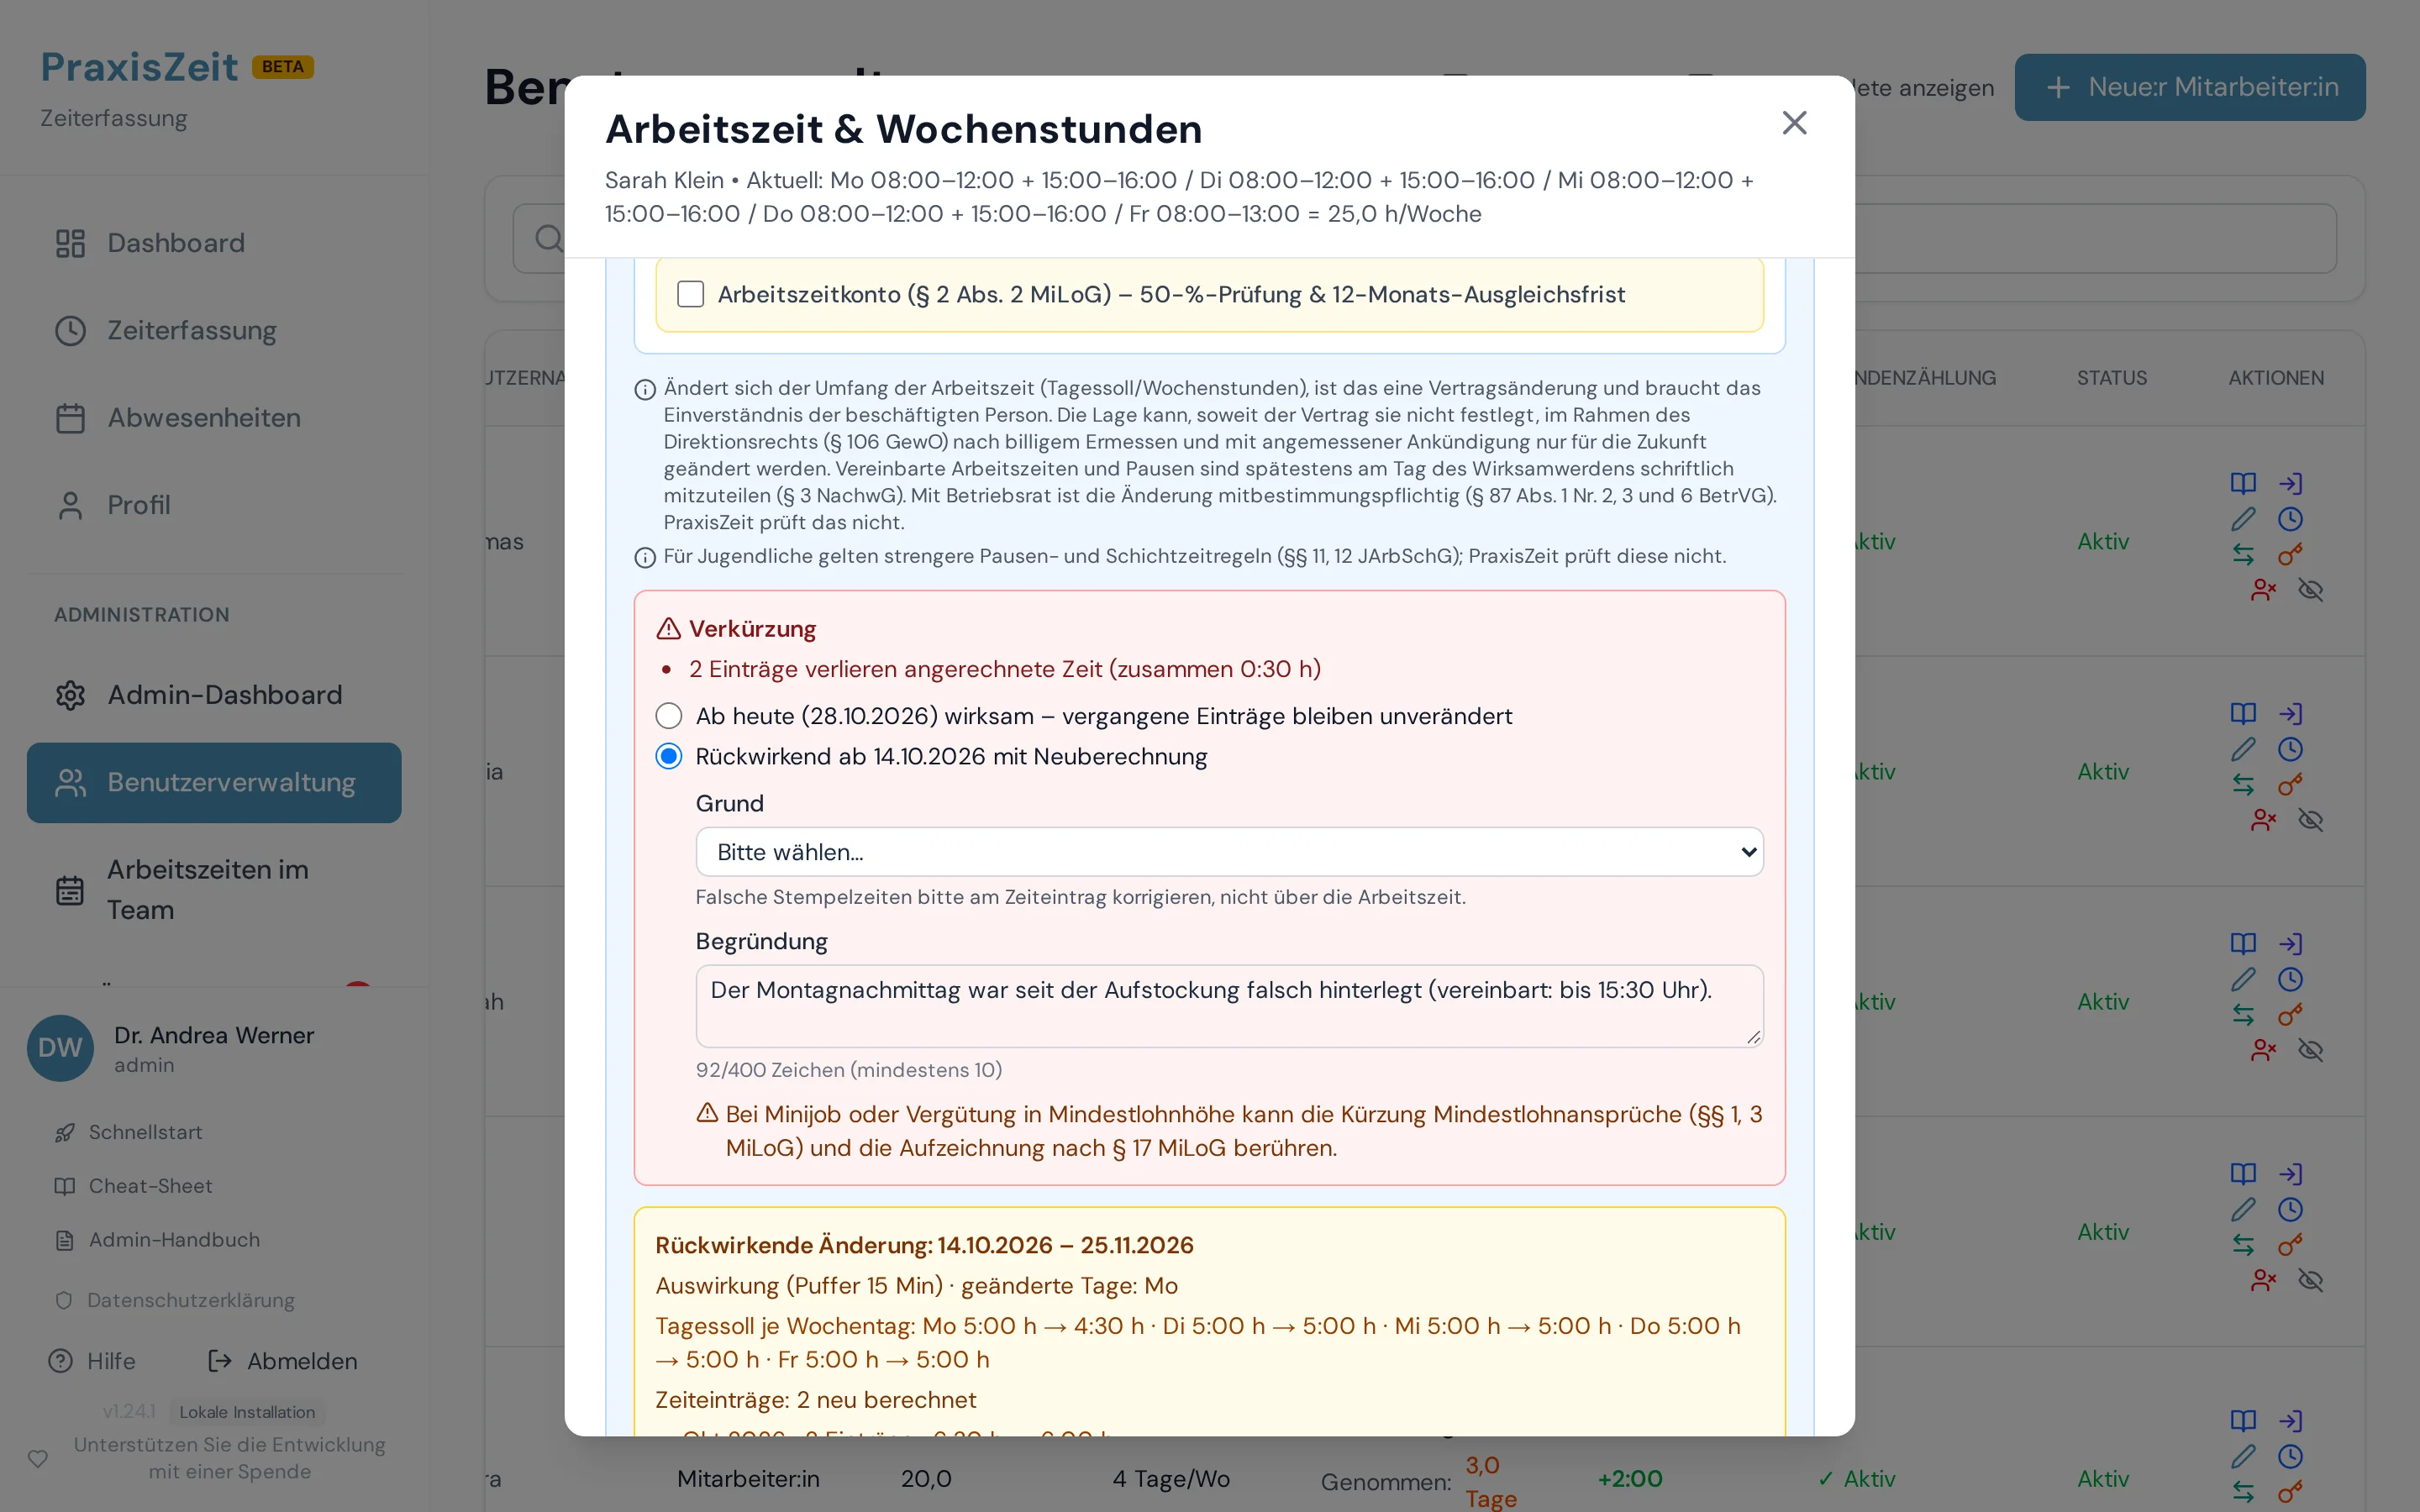 PraxisZeit BETA
Zeiterfassung
Dashboard
Zeiterfassung
Abwesenheiten
Profil
ADMINISTRATION
Admin-Dashboard
Benutzerverwaltung
Arbeitszeiten im
Team
DW
Dr. Andrea Werner
admin
Schnellstart
Cheat-Sheet
Admin-Handbuch
Datenschutzerklärung
Hilfe
Abmelden
v1.24.1 Lokale Installation
Unterstützen Sie die Entwicklung
mit einer Spende
anzeigen
Neue:r Mitarbeiter:in
Arbeitszeit & Wochenstunden
Sarah Klein • Aktuell: Mo 08:00–12:00 + 15:00–16:00 / Di 08:00–12:00 + 15:00–16:00 / Mi 08:00–12:00 +
15:00–16:00 / Do 08:00–12:00 + 15:00–16:00 / Fr 08:00–13:00 = 25,0 h/Woche
Arbeitszeitkonto (§ 2 Abs. 2 MiLoG) – 50-%-Prüfung & 12-Monats-Ausgleichsfrist
Ändert sich der Umfang der Arbeitszeit (Tagessoll/Wochenstunden), ist das eine Vertragsänderung und braucht das
Einverständnis der beschäftigten Person. Die Lage kann, soweit der Vertrag sie nicht festlegt, im Rahmen des
Direktionsrechts (§ 106 GewO) nach billigem Ermessen und mit angemessener Ankündigung nur für die Zukunft
geändert werden. Vereinbarte Arbeitszeiten und Pausen sind spätestens am Tag des Wirksamwerdens schriftlich
mitzuteilen (§ 3 NachwG). Mit Betriebsrat ist die Änderung mitbestimmungspflichtig (§ 87 Abs. 1 Nr. 2, 3 und 6 BetrVG).
PraxisZeit prüft das nicht.
Für Jugendliche gelten strengere Pausen- und Schichtzeitregeln (§§ 11, 12 JArbSchG); PraxisZeit prüft diese nicht.
Verkürzung
• 2 Einträge verlieren angerechnete Zeit (zusammen 0:30 h)
Ab heute (28.10.2026) wirksam – vergangene Einträge bleiben unverändert
Rückwirkend ab 14.10.2026 mit Neuberechnung
Grund
Bitte wählen...
Falsche Stempelzeiten bitte am Zeiteintrag korrigieren, nicht über die Arbeitszeit.
Begründung
Der Montagnachmittag war seit der Aufstockung falsch hinterlegt (vereinbart: bis 15:30 Uhr).
92/400 Zeichen (mindestens 10)
Bei Minijob oder Vergütung in Mindestlohnhöhe kann die Kürzung Mindestlohnansprüche (§§ 1, 3
MiLoG) und die Aufzeichnung nach § 17 MiLoG berühren.
Rückwirkende Änderung: 14.10.2026 – 25.11.2026
Auswirkung (Puffer 15 Min) · geänderte Tage: Mo
Tagessoll je Wochentag: Mo 5:00 h → 4:30 h · Di 5:00 h → 5:00 h · Mi 5:00 h → 5:00 h · Do 5:00 h
→ 5:00 h · Fr 5:00 h → 5:00 h
Zeiteinträge: 2 neu berechnet
STATUS
AKTIONEN
Aktiv
Aktiv
Aktiv
Aktiv
Mitarbeiter:in
20,0
4 Tage/Wo
Genommen:
3,0
Tage
+2:00
✓ Aktiv
Aktiv